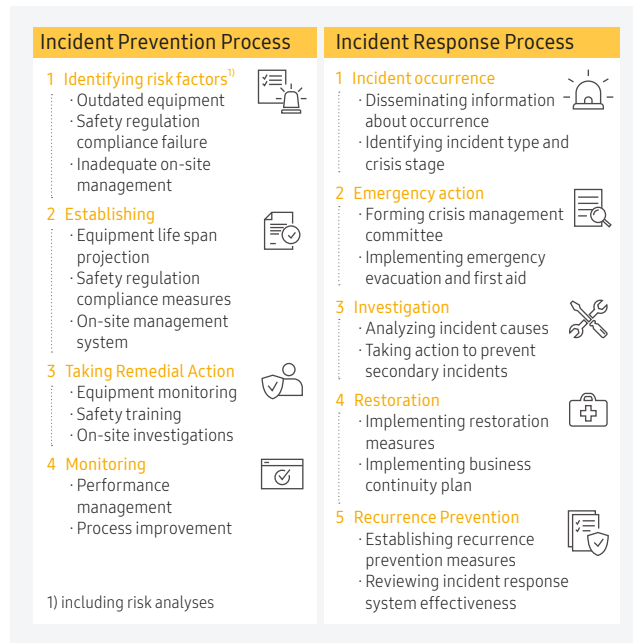 Incident Prevention Process
1 Identifying risk factors1)
· Outdated equipment
· Safety regulation
compliance failure
· Inadequate on-site
management
2 Establishing
· Equipment life span
projection
· Safety regulation
compliance measures
· On-site management
system
3 Taking Remedial Action
· Equipment monitoring
· Safety training
· On-site investigations
4 Monitoring
· Performance
management
· Process improvement
1) including risk analyses
Incident Response Process
1 Incident occurrence
· Disseminating information
about occurrence
· Identifying incident type and
crisis stage
2 Emergency action
· Forming crisis management
committee
· Implementing emergency
evacuation and first aid
3 Investigation
· Analyzing incident causes
· Taking action to prevent
secondary incidents
4 Restoration
· Implementing restoration
measures
· Implementing business
continuity plan
5 Recurrence Prevention
· Establishing recurrence
prevention measures
· Reviewing incident response
system effectiveness